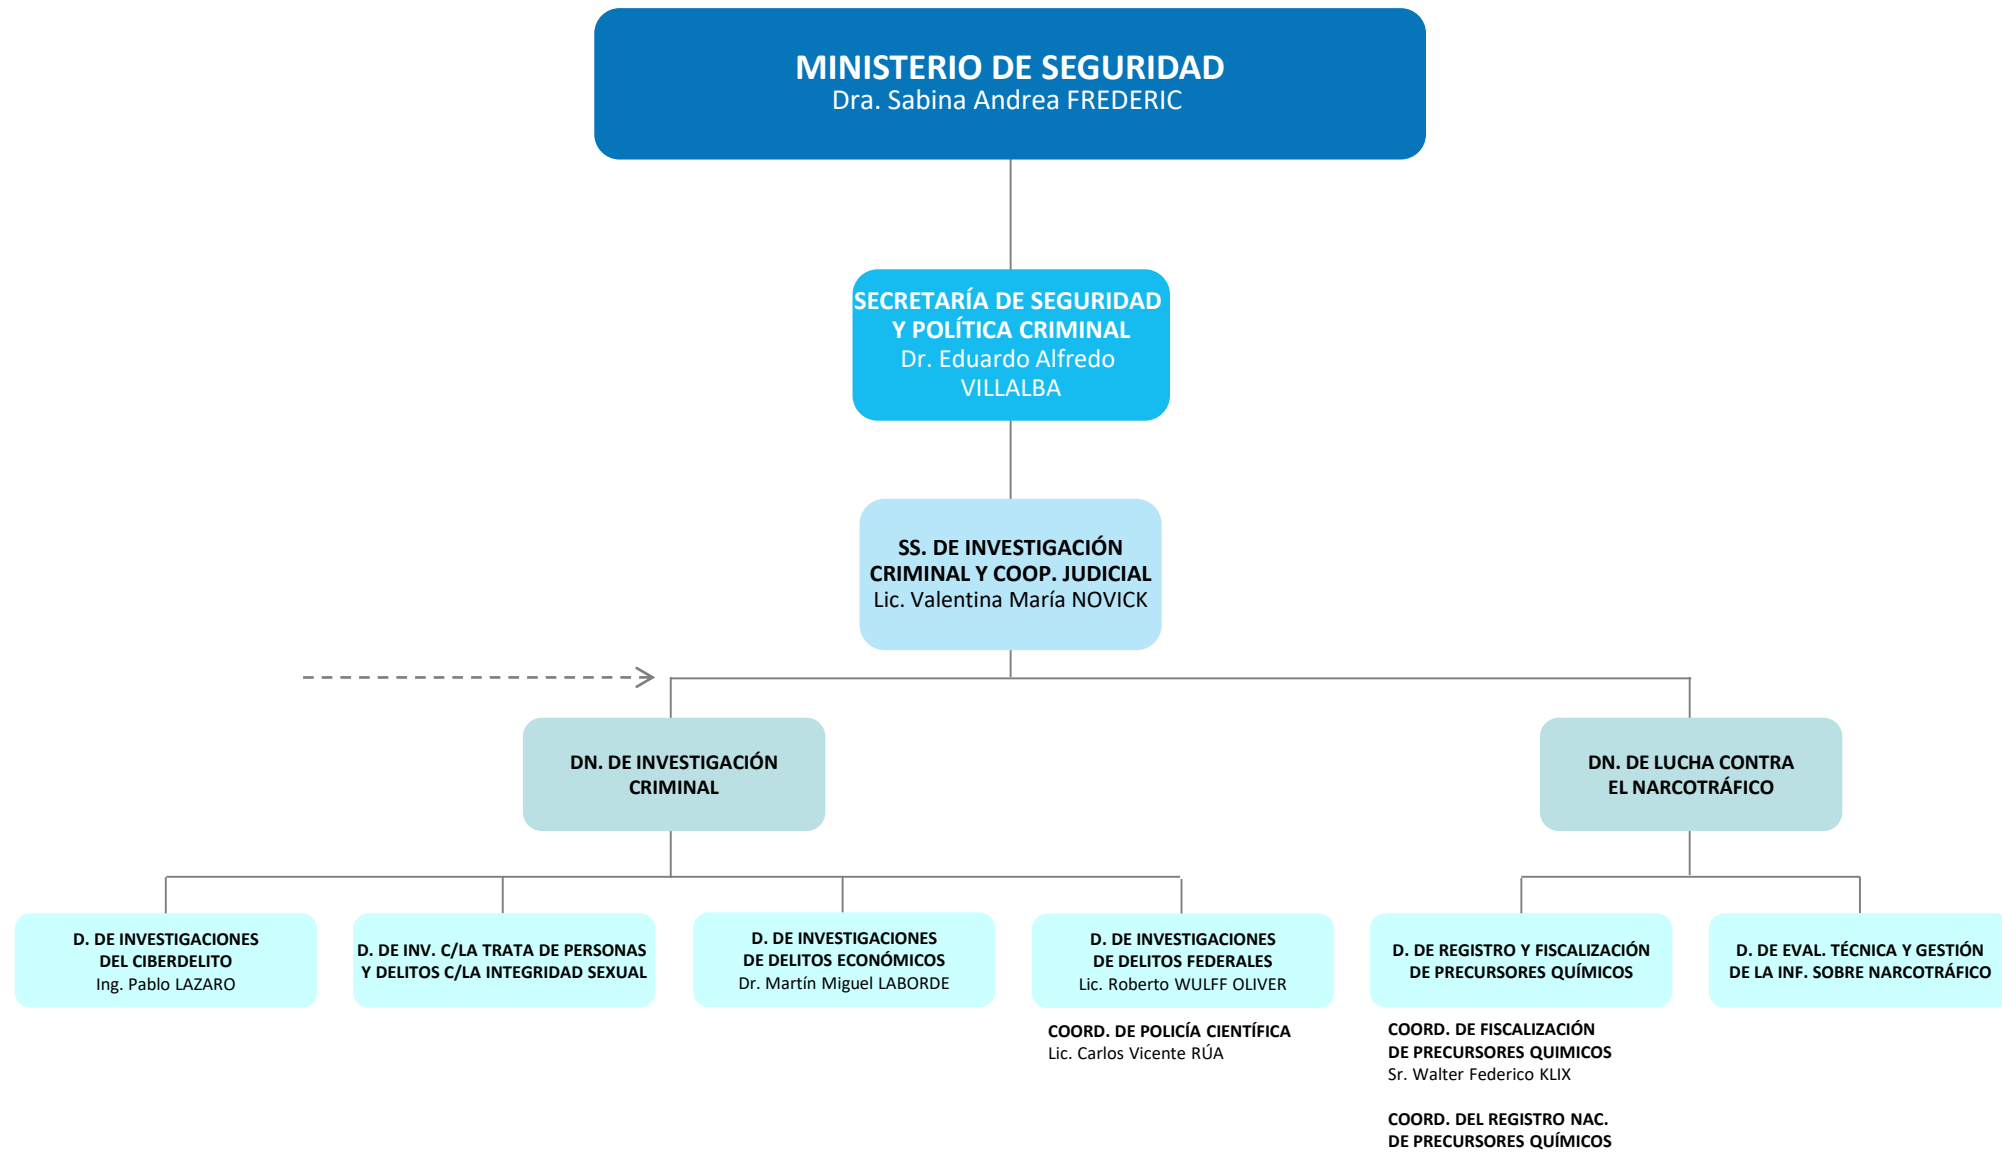 MINISTERIO DE SEGURIDAD
Dra. Sabina Andrea FREDERIC
SECRETARÍA DE SEGURIDAD
Y POLÍTICA CRIMINAL
Dr. Eduardo Alfredo
VILLALBA
SS. DE INVESTIGACIÓN
CRIMINAL Y COOP. JUDICIAL
Lic. Valentina María NOVICK
DN. DE INVESTIGACIÓN
CRIMINAL
DN. DE LUCHA CONTRA
EL NARCOTRÁFICO
D. DE INVESTIGACIONES
DEL CIBERDELITO
Ing. Pablo LAZARO
D. DE INV. C/LA TRATA DE PERSONAS
Y DELITOS C/LA INTEGRIDAD SEXUAL
D. DE INVESTIGACIONES
DE DELITOS ECONÓMICOS
Dr. Martín Miguel LABORDE
D. DE INVESTIGACIONES
DE DELITOS FEDERALES
Lic. Roberto WULFF OLIVER
COORD. DE POLICÍA CIENTÍFICA
Lic. Carlos Vicente RÚA
D. DE REGISTRO Y FISCALIZACIÓN
DE PRECURSORES QUÍMICOS
COORD. DE FISCALIZACIÓN
DE PRECURSORES QUIMICOS
Sr. Walter Federico KLIX
COORD. DEL REGISTRO NAC.
DE PRECURSORES QUÍMICOS
D. DE EVAL. TÉCNICA Y GESTIÓN
DE LA INF. SOBRE NARCOTRÁFICO